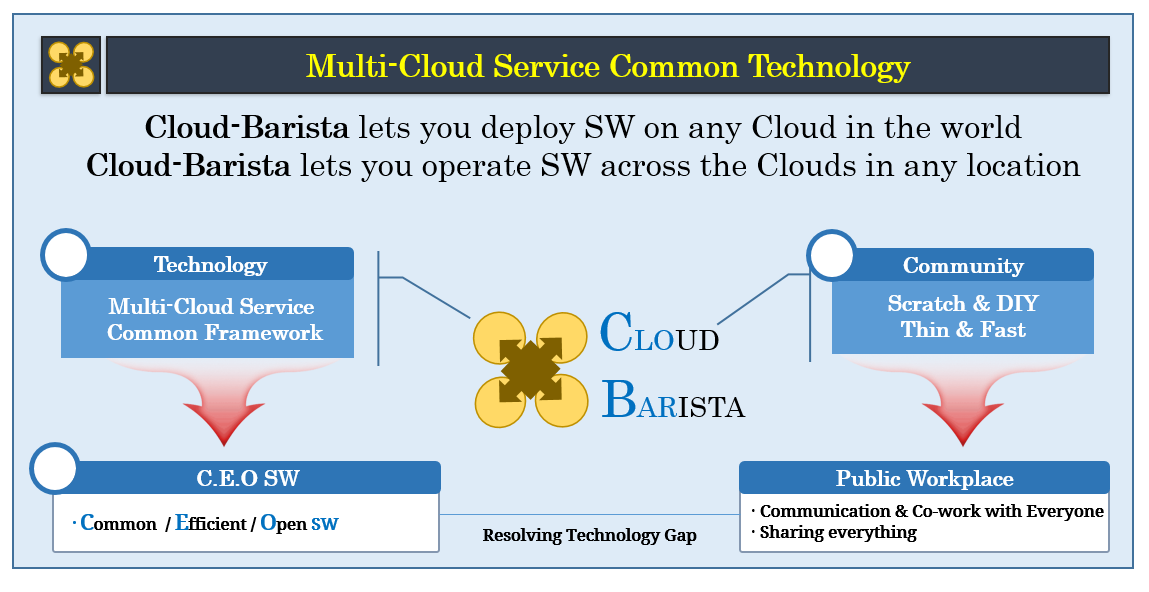 Multi-Cloud Service Common Technology
Cloud-Barista lets you deploy SW on any Cloud in the world
Cloud-Barista lets you operate SW across the Clouds in any location
Technology
Multi-Cloud Service
Common Framework
Community
Scratch & DIY
Thin & Fast
CLOUD
BARISTA
C.E.O SW
· Common / Efficient / Open SW
Resolving Technology Gap
Public Workplace
· Communication & Co-work with Everyone
· Sharing everything